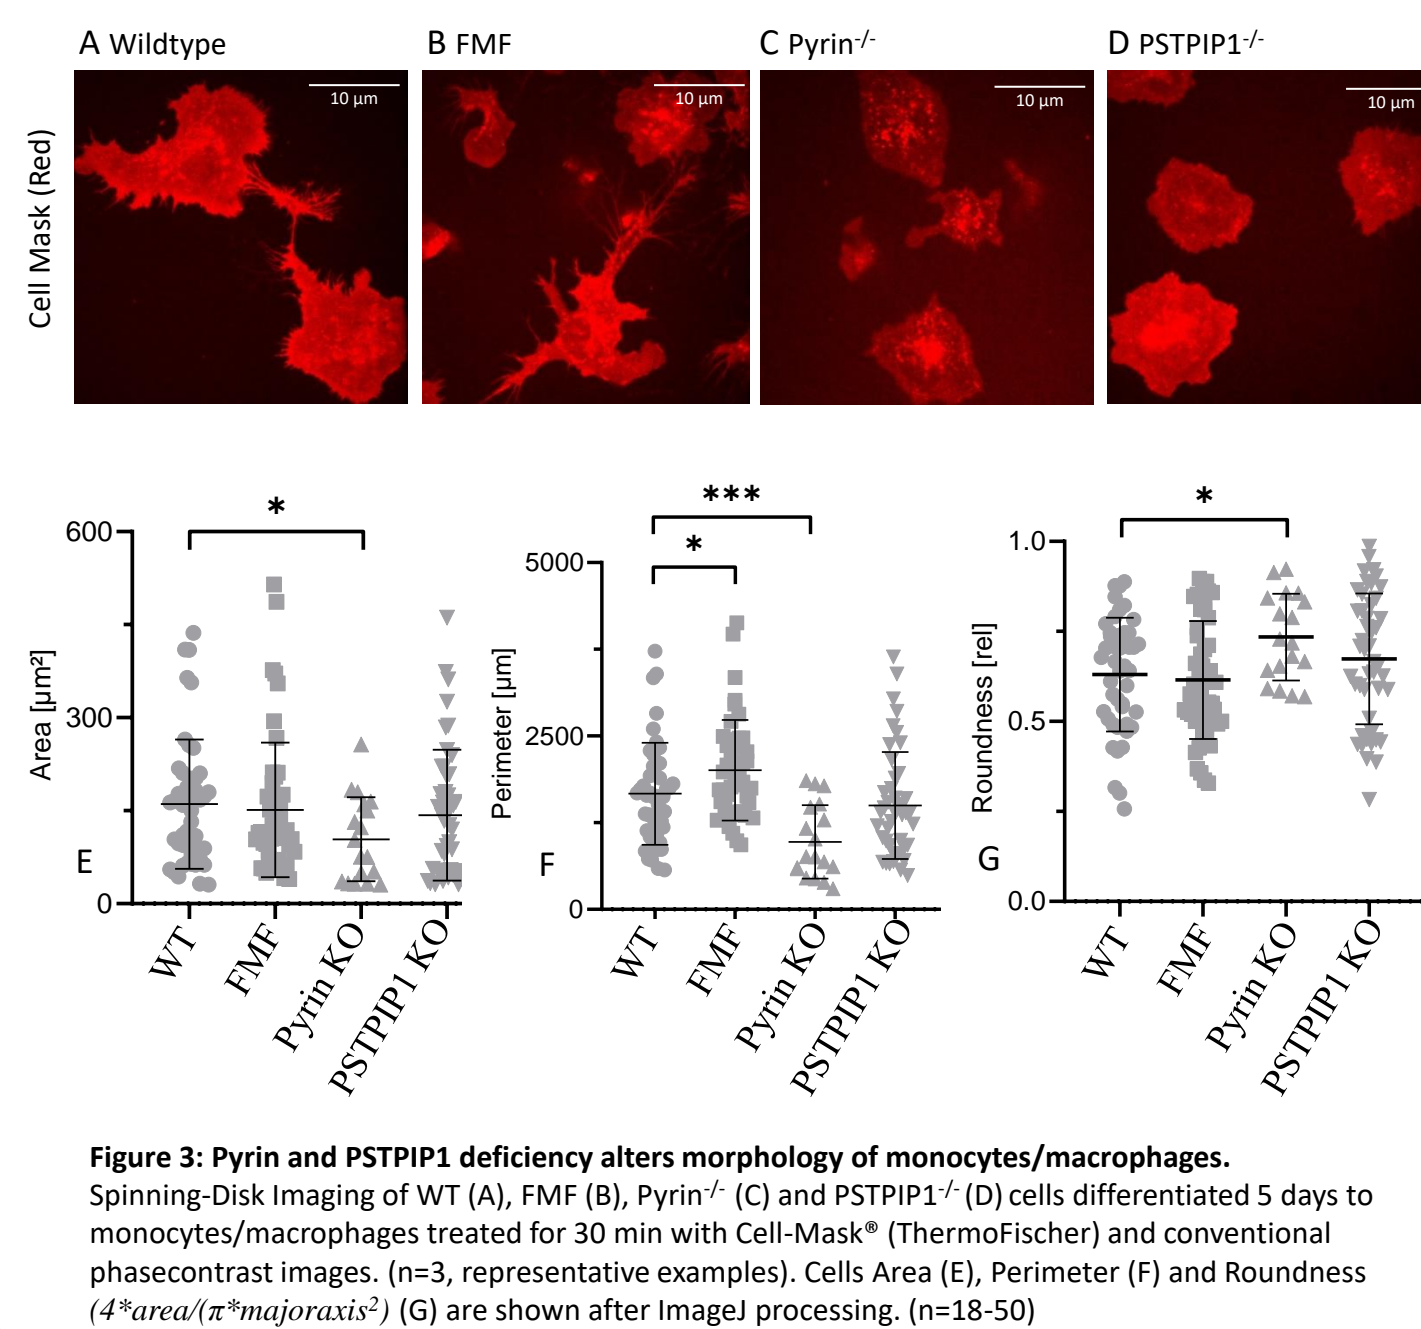 A Wildtype
B FMF
C Pyrin-/-
D PSTPIP1-/-
Cell Mask (Red)
10 µm
10 µm
10 µm
10 µm
*
600
300
0
Area [µm²]
E
WT
FMF
Pyrin KO
PSTPIP1 KO
***
*
5000
2500
0
Perimeter [µm]
F
WT
FMF
Pyrin KO
PSTPIP1 KO
*
1.0
0.5
0.0
Roundness [rel]
G
WT
FMF
Pyrin KO
PSTPIP1 KO
Figure 3: Pyrin and PSTPIP1 deficiency alters morphology of monocytes/macrophages.
Spinning-Disk Imaging of WT (A), FMF (B), Pyrin-/- (C) and PSTPIP1-/- (D) cells differentiated 5 days to
monocytes/macrophages treated for 30 min with Cell-Mask® (ThermoFischer) and conventional
phasecontrast images. (n=3, representative examples). Cells Area (E), Perimeter (F) and Roundness
(4*area/(π*majoraxis²) (G) are shown after ImageJ processing. (n=18-50)